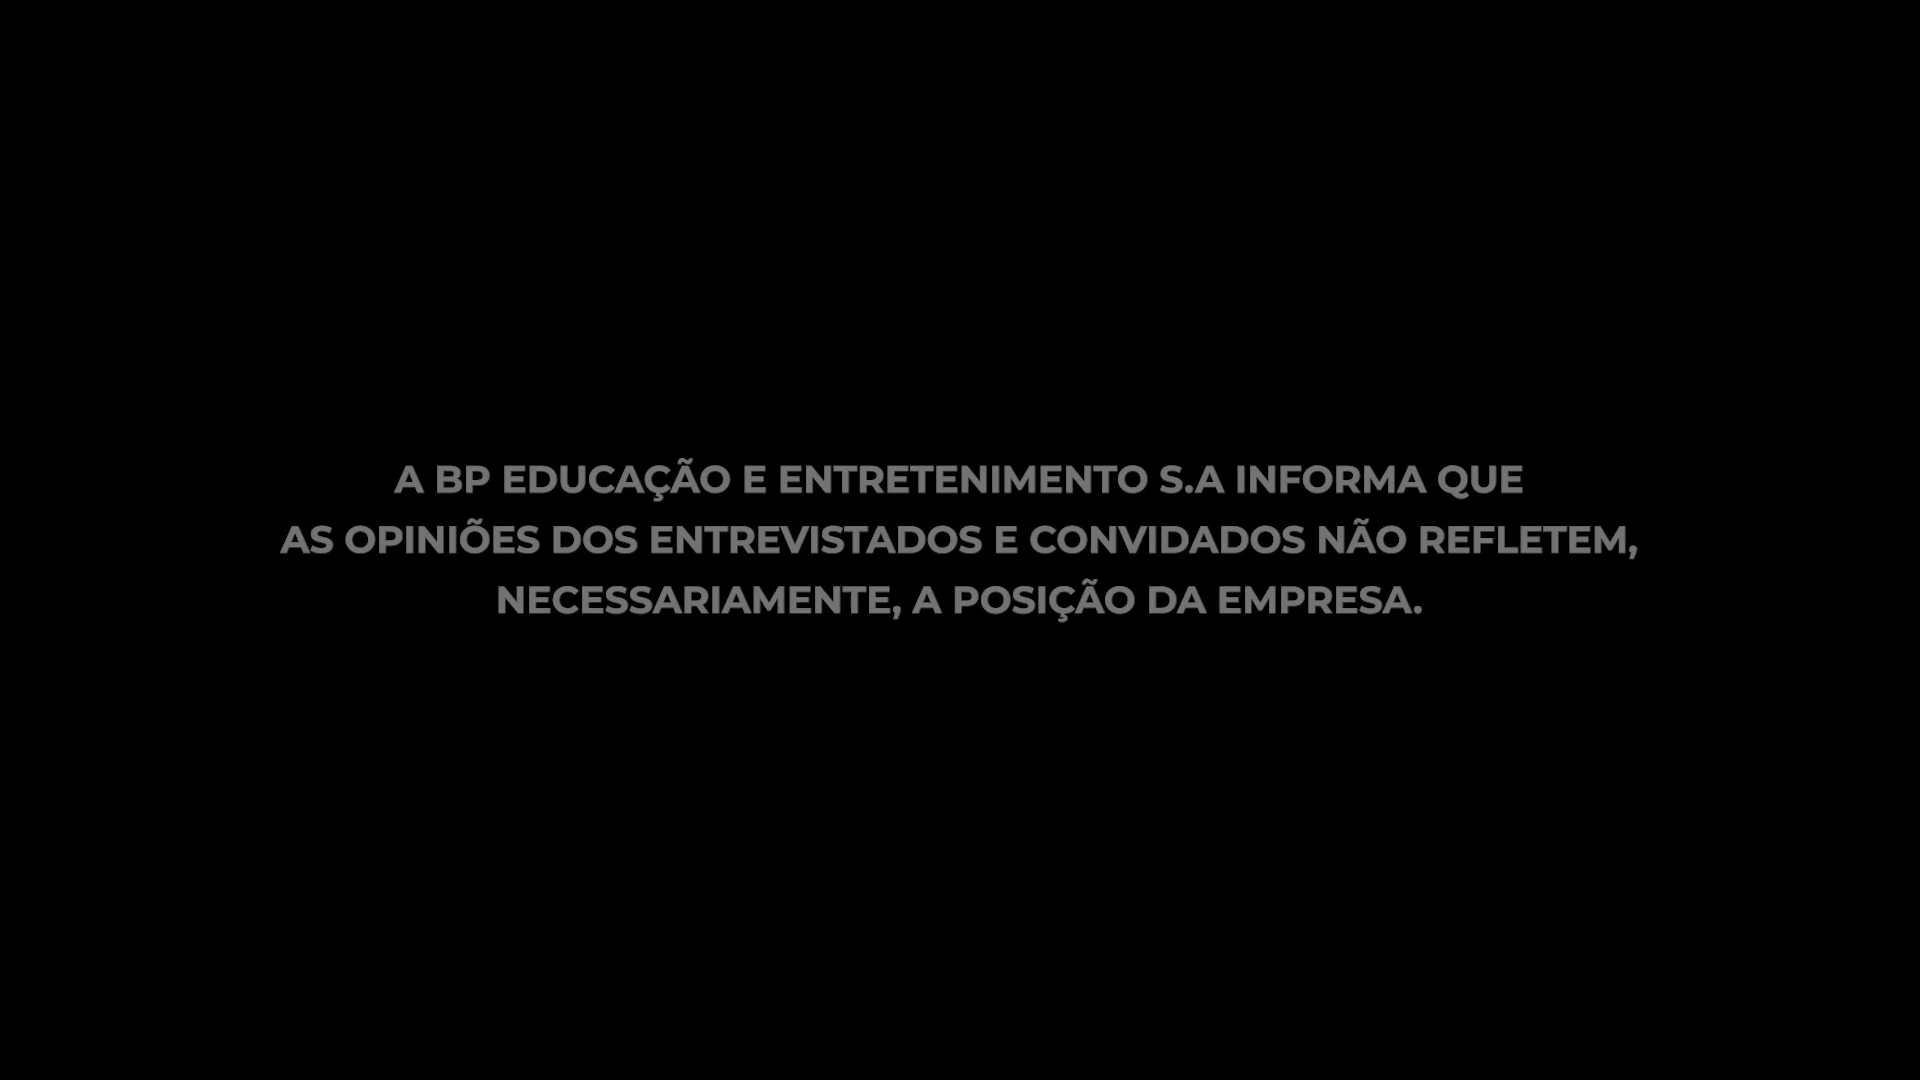 A BP EDUCAÇÃO E ENTRETENIMENTO S.A INFORMA QUE
AS OPINIÕES DOS ENTREVISTADOS E CONVIDADOS NÃO REFLETEM,
NECESSARIAMENTE, A POSIÇÃO DA EMPRESA.